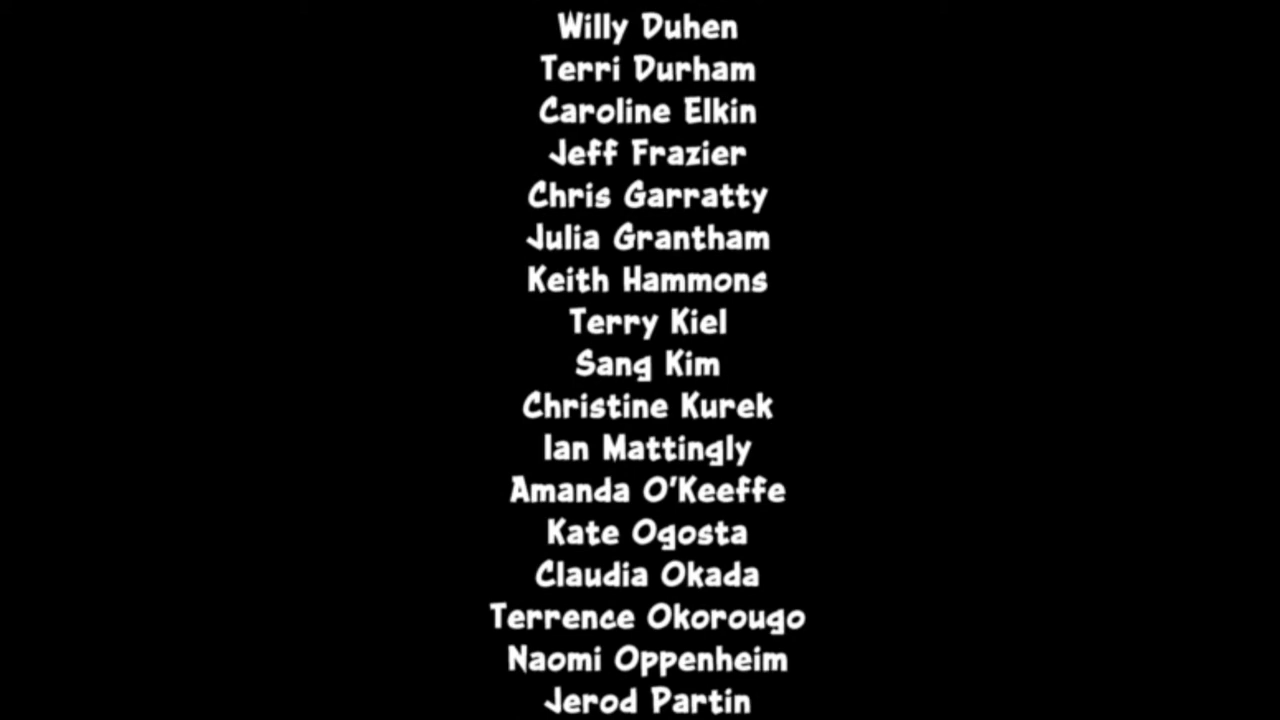 Willy Duhen
Terri Durham
Caroline Elkin
Jeff Frazier
Chris Garratty
Julia Grantham
Keith Hammons
Terry Kiel
Sang Kim
Christine Kurek
Ian Mattingly
Amanda O'Keeffe
Kate Ogosta
Claudia Okada
Terrence Okorougo
Naomi Oppenheim
Jerod Partin